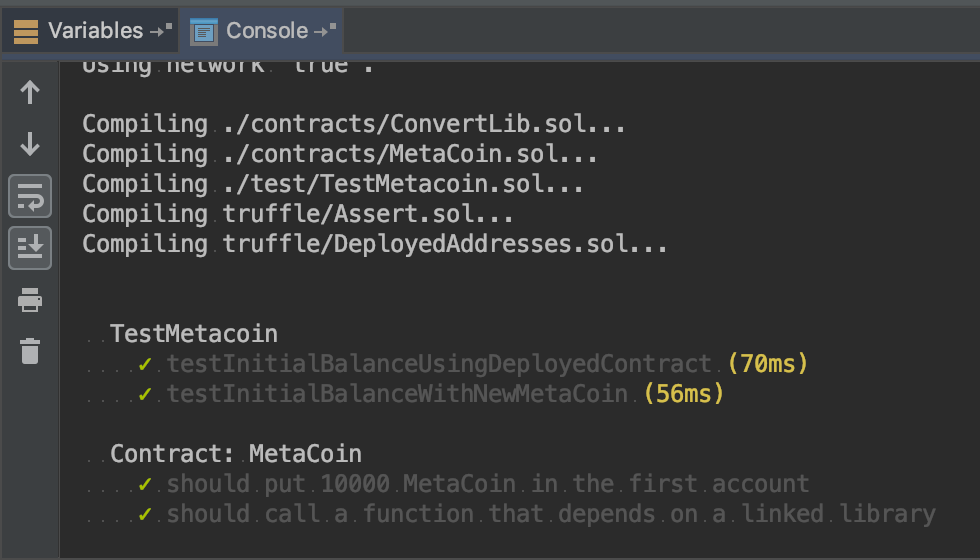 Variables
Console
Using network 'true'.
Compiling ./contracts/ConvertLib.sol...
Compiling ./contracts/MetaCoin.sol...
Compiling ./test/TestMetacoin.sol...
Compiling truffle/Assert.sol...
Compiling truffle/DeployedAddresses.sol...
TestMetacoin
✓ testInitialBalanceUsingDeployedContract (70ms)
✓ testInitialBalanceWithNewMetaCoin (56ms)
Contract: MetaCoin
✓ should put 10000 MetaCoin in the first account
✓ should call a function that depends on a linked library